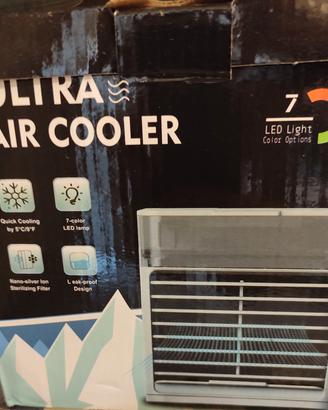 ULTRA
AIR COOLER
7
LED Light
Color Options
Quick Cooling
by 5°C/9°F
7-color
LED lamp
Nano-silver Ion
Sterilizing Filter
Leak-proof
Design